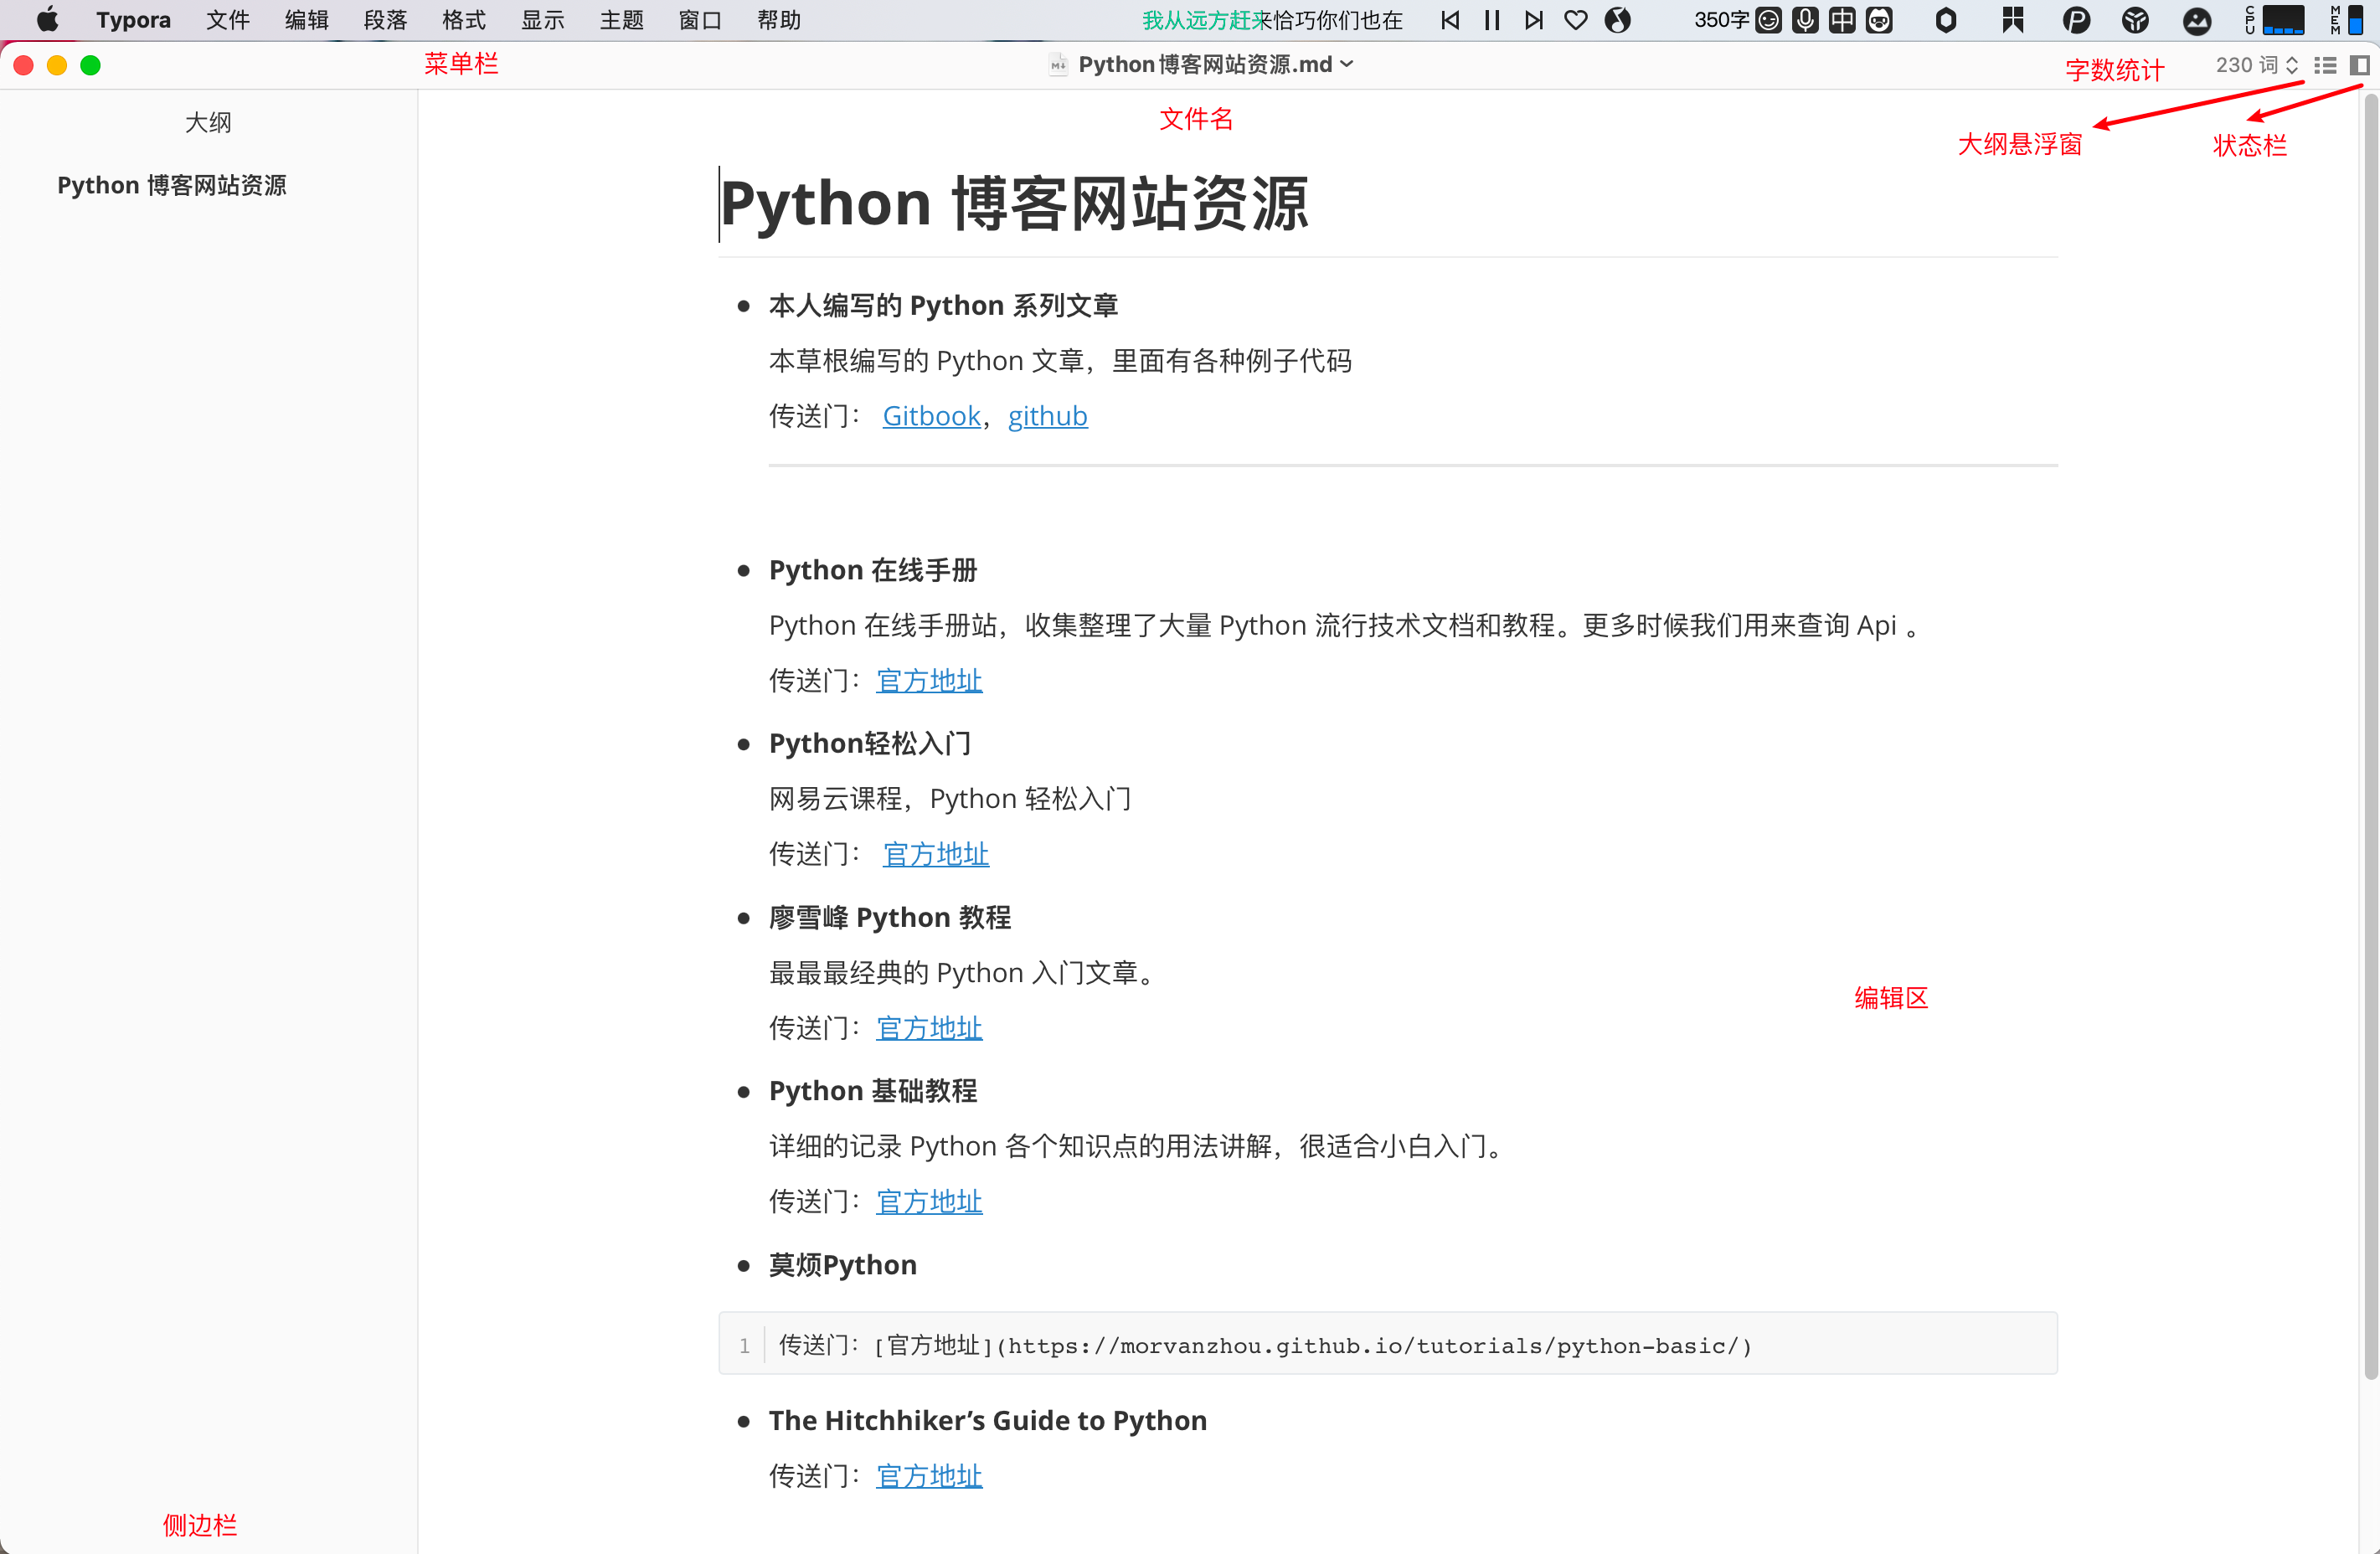 Typora 文件 编辑 段落 格式 显示 主题 窗口 帮助 我从远方赶来恰巧你们也在 350字 中 CPU MEM
菜单栏 Python博客网站资源.md 字数统计 230 词
大纲 文件名 大纲悬浮窗 状态栏
Python 博客网站资源
Python 博客网站资源
本人编写的 Python 系列文章
本草根编写的 Python 文章，里面有各种例子代码
传送门： Gitbook，github
Python 在线手册
Python 在线手册站，收集整理了大量 Python 流行技术文档和教程。更多时候我们用来查询 Api 。
传送门：官方地址
Python轻松入门
网易云课程，Python 轻松入门
传送门： 官方地址
廖雪峰 Python 教程
最最最经典的 Python 入门文章。
编辑区
传送门：官方地址
Python 基础教程
详细的记录 Python 各个知识点的用法讲解，很适合小白入门。
传送门：官方地址
莫烦Python
1 传送门：[官方地址](https://morvanzhou.github.io/tutorials/python-basic/)
The Hitchhiker’s Guide to Python
传送门：官方地址
侧边栏